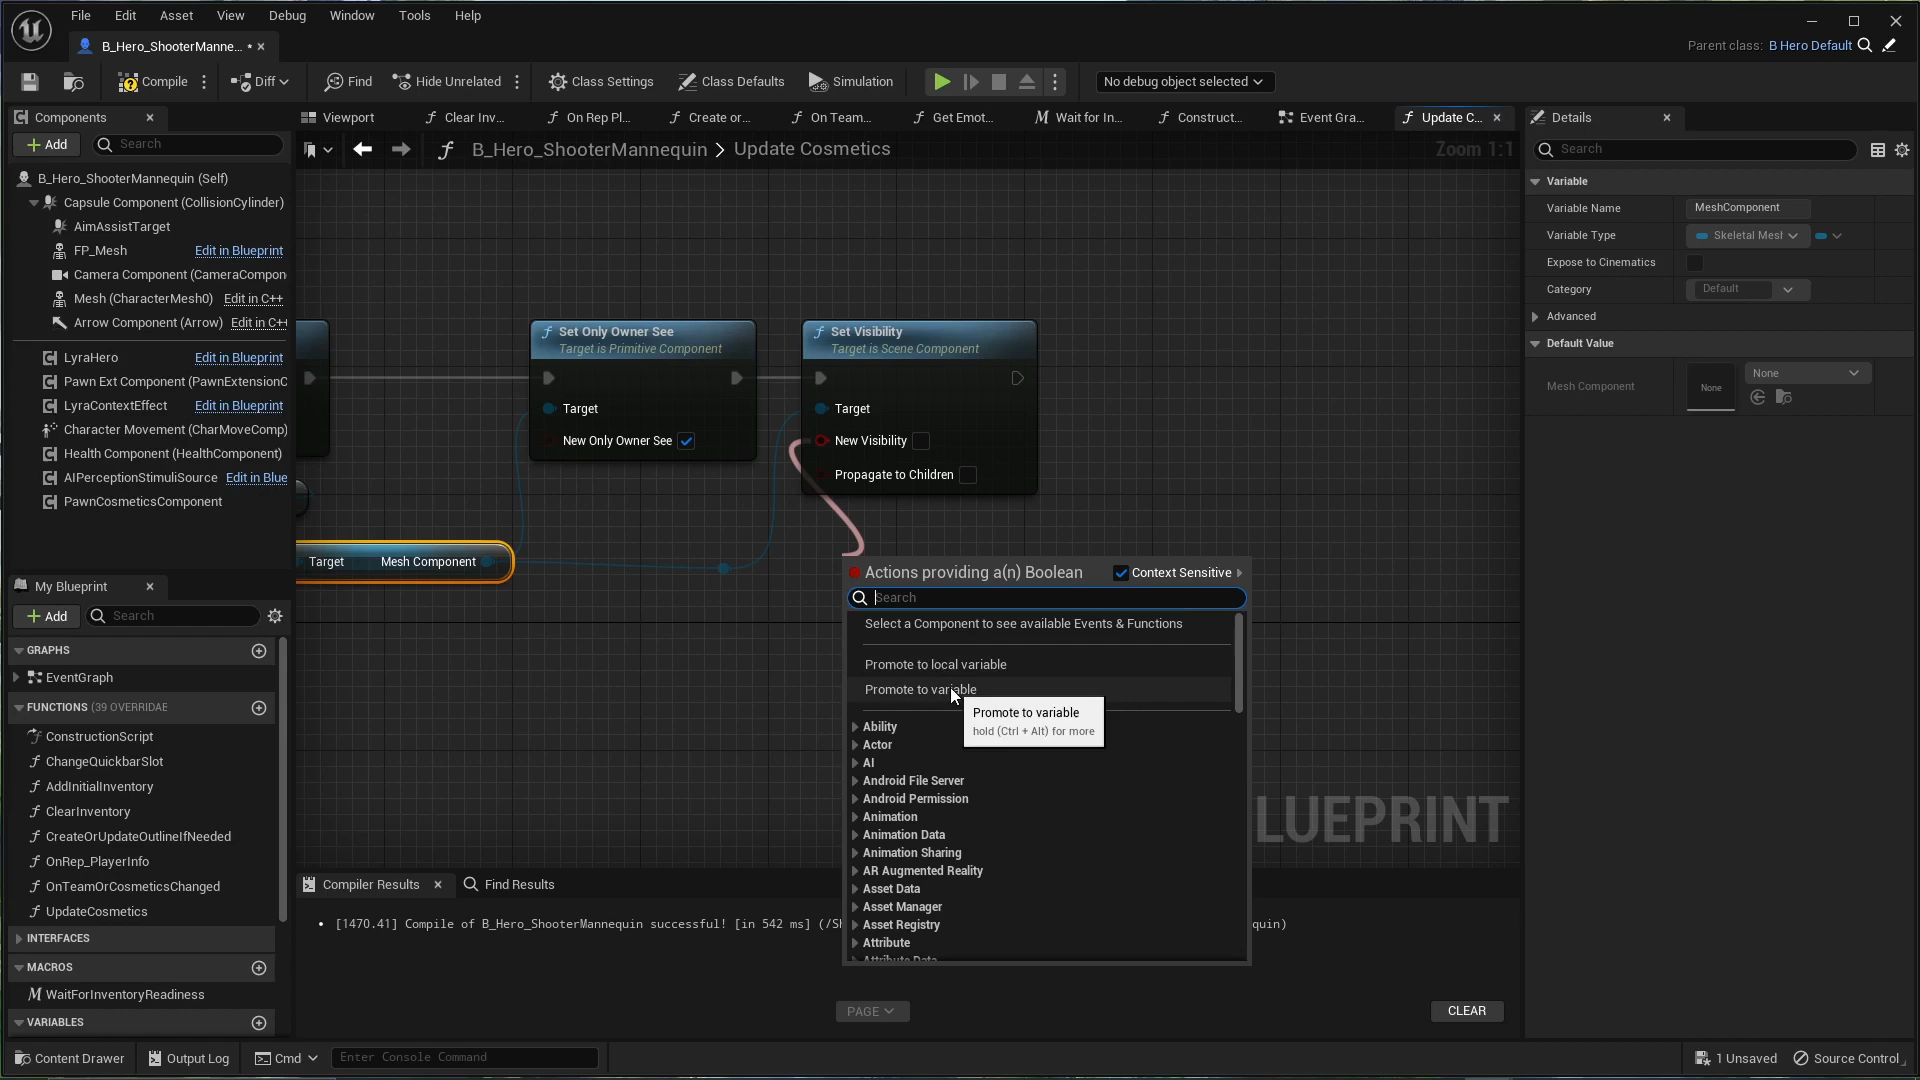 File Edit Asset View Debug Window Tools Help
B_Hero_ShooterManne... •
Parent class: B Hero Default
Compile Diff Find Hide Unrelated Class Settings Class Defaults Simulation No debug object selected
Components
Add Search
B_Hero_ShooterMannequin (Self)
Capsule Component (CollisionCylinder)
AimAssistTarget
FP_Mesh Edit in Blueprint
Camera Component (CameraCompon
Mesh (CharacterMesh0) Edit in C++
Arrow Component (Arrow) Edit in C++
LyraHero Edit in Blueprint
Pawn Ext Component (PawnExtensionC
LyraContextEffect Edit in Blueprint
Character Movement (CharMoveComp)
Health Component (HealthComponent)
AIPerceptionStimuliSource Edit in Blue
PawnCosmeticsComponent
My Blueprint
Add Search
GRAPHS
EventGraph
FUNCTIONS (39 OVERRIDAE
ConstructionScript
ChangeQuickbarSlot
AddInitialInventory
ClearInventory
CreateOrUpdateOutlineIfNeeded
OnRep_PlayerInfo
OnTeamOrCosmeticsChanged
UpdateCosmetics
INTERFACES
MACROS
WaitForInventoryReadiness
VARIABLES
Viewport Clear Inv... On Rep Pl... Create or... On Team... Get Emot... Wait for In... Construct... Event Gra... Update C...
B_Hero_ShooterMannequin > Update Cosmetics
Zoom 1:1
Set Only Owner See
Target is Primitive Component
Target
New Only Owner See
Set Visibility
Target is Scene Component
Target
New Visibility
Propagate to Children
Target Mesh Component
Actions providing a(n) Boolean Context Sensitive
Search
Select a Component to see available Events & Functions
Promote to local variable
Promote to variable
Promote to variable
hold (Ctrl + Alt) for more
Ability
Actor
AI
Android File Server
Android Permission
Animation
Animation Data
Animation Sharing
AR Augmented Reality
Asset Data
Asset Manager
Asset Registry
Attribute
Attribute Data
LUEPRINT
Compiler Results Find Results
• [1470.41] Compile of B_Hero_ShooterMannequin successful! [in 542 ms] (/Sh quin)
PAGE
CLEAR
Details
Search
Variable
Variable Name MeshComponent
Variable Type Skeletal Mesl
Expose to Cinematics
Category Default
Advanced
Default Value
Mesh Component None None
Content Drawer Output Log Cmd Enter Console Command
1 Unsaved Source Control